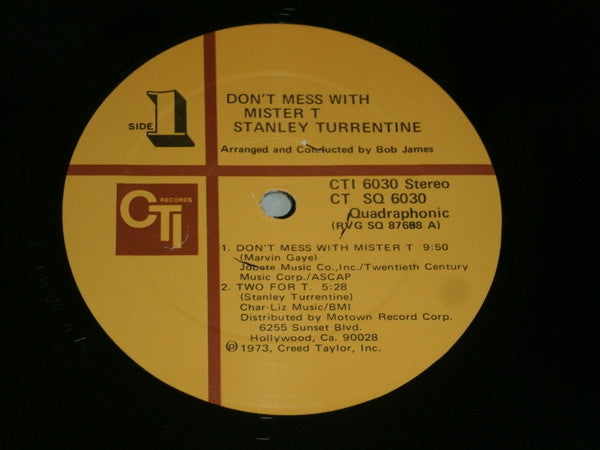 SIDE 1
DON'T MESS WITH
MISTER T
STANLEY TURRENTINE
Arranged and Conducted by Bob James
CTI RECORDS
CTI 6030 Stereo
CT SQ 6030
Quadraphonic
(RVG SQ 87688 A)
1. DON'T MESS WITH MISTER T 9:50
(Marvin Gaye)
Jobete Music Co.,Inc./Twentieth Century
Music Corp./ASCAP
2. TWO FOR T. 5:28
(Stanley Turrentine)
Char-Liz Music/BMI
Distributed by Motown Record Corp.
6255 Sunset Blvd.
Hollywood, Ca. 90028
℗1973, Creed Taylor, Inc.